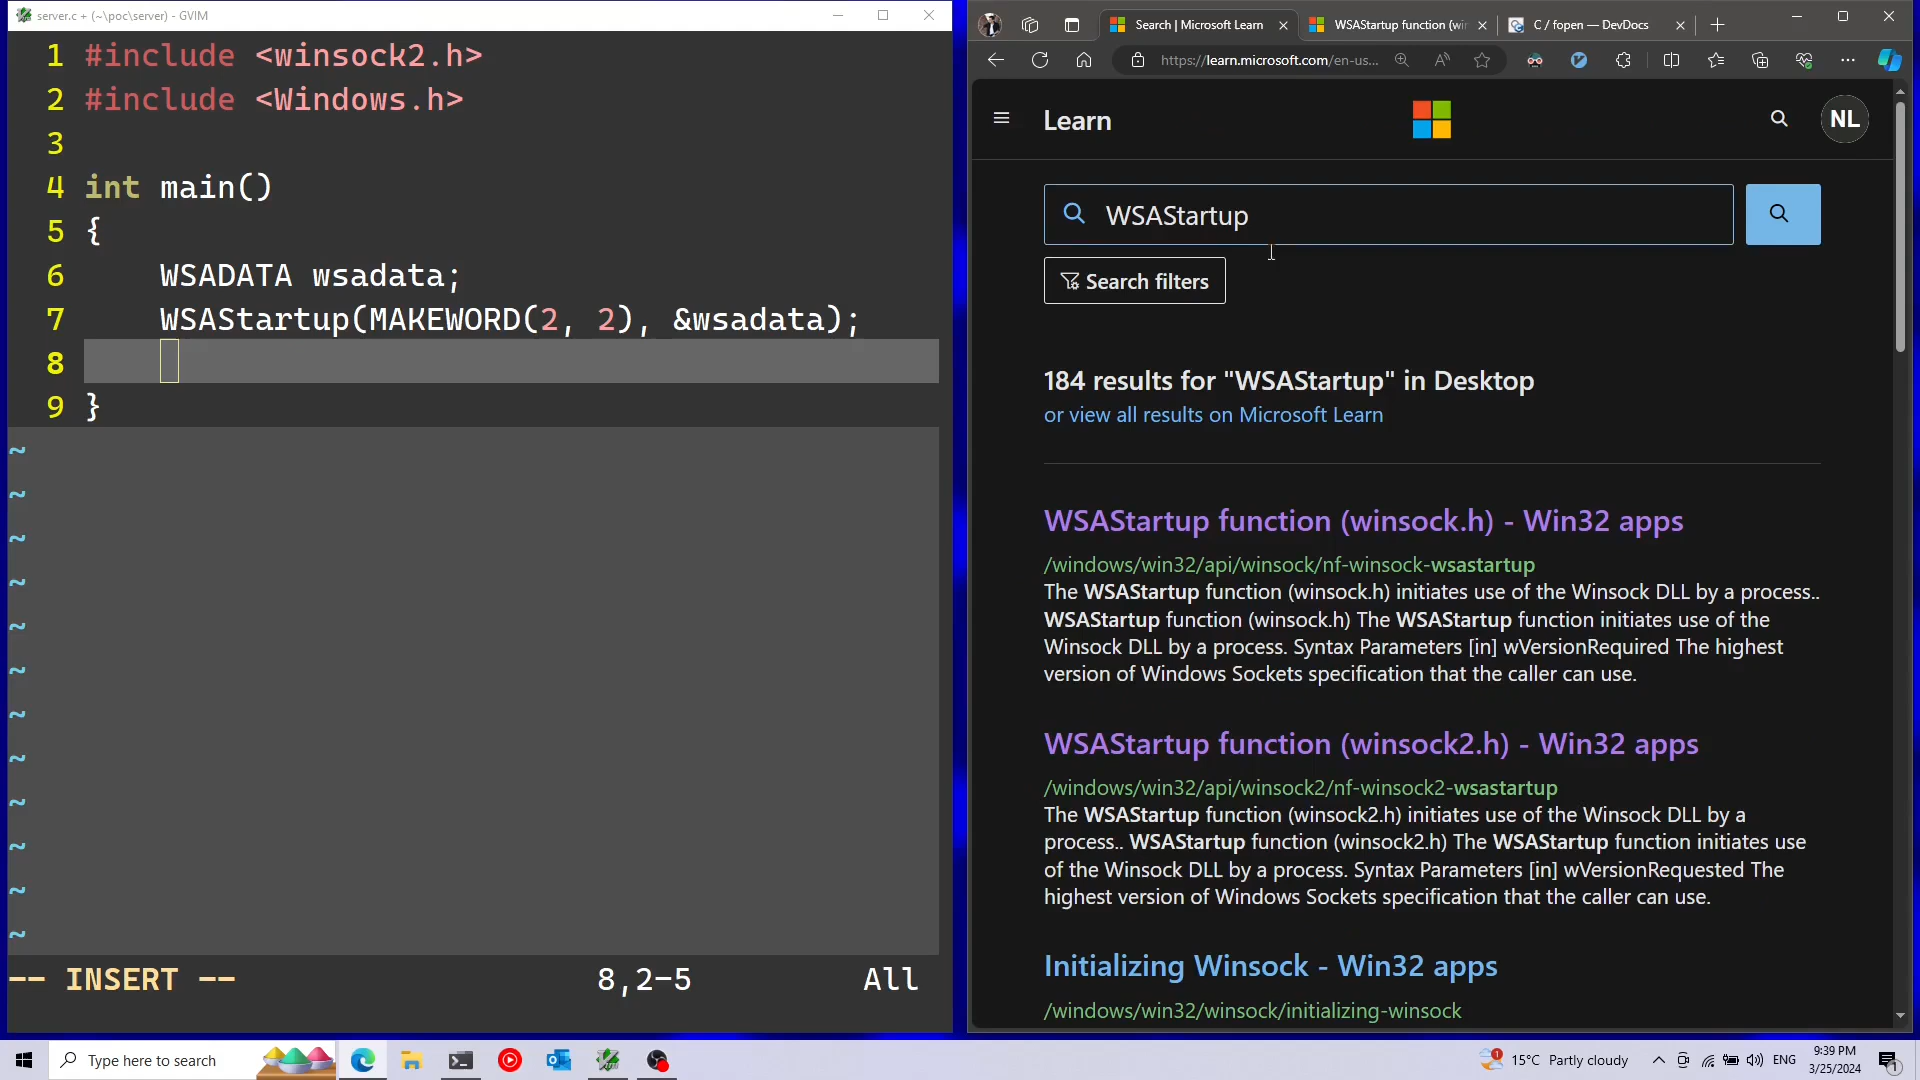 server.c + (~\poc\server) - GVIM
1 #include <winsock2.h>
2 #include <Windows.h>
3
4 int main()
5 {
6 WSADATA wsadata;
7 WSAStartup(MAKEWORD(2, 2), &wsadata);
8
9 }
~
~
~
~
~
~
~
~
~
~
~
~
-- INSERT -- 8,2-5 All
Search | Microsoft Learn
WSAStartup function (wi
C / fopen — DevDocs
https://learn.microsoft.com/en-us...
Learn
NL
WSAStartup
Search filters
184 results for "WSAStartup" in Desktop
or view all results on Microsoft Learn
WSAStartup function (winsock.h) - Win32 apps
/windows/win32/api/winsock/nf-winsock-wsastartup
The WSAStartup function (winsock.h) initiates use of the Winsock DLL by a process..
WSAStartup function (winsock.h) The WSAStartup function initiates use of the
Winsock DLL by a process. Syntax Parameters [in] wVersionRequired The highest
version of Windows Sockets specification that the caller can use.
WSAStartup function (winsock2.h) - Win32 apps
/windows/win32/api/winsock2/nf-winsock2-wsastartup
The WSAStartup function (winsock2.h) initiates use of the Winsock DLL by a
process.. WSAStartup function (winsock2.h) The WSAStartup function initiates use
of the Winsock DLL by a process. Syntax Parameters [in] wVersionRequested The
highest version of Windows Sockets specification that the caller can use.
Initializing Winsock - Win32 apps
/windows/win32/winsock/initializing-winsock
Type here to search
1
15°C Partly cloudy
ENG
9:39 PM
3/25/2024
1